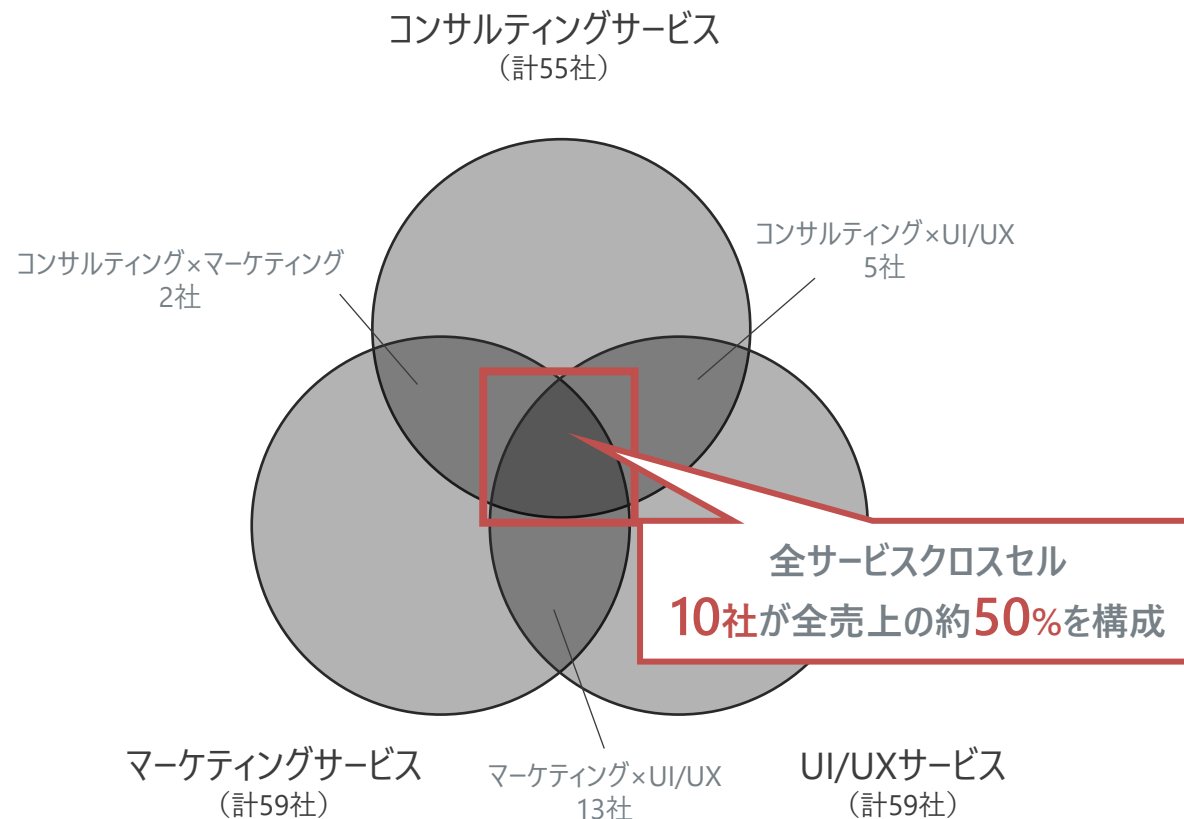 コンサルティングサービス
（計55社）
コンサルティング×UI/UX
5社
コンサルティング×マーケティング
2社
全サービスクロスセル
10社が全売上の約50%を構成
マーケティングサービス
（計59社）
マーケティング×UI/UX
13社
UI/UXサービス
（計59社）